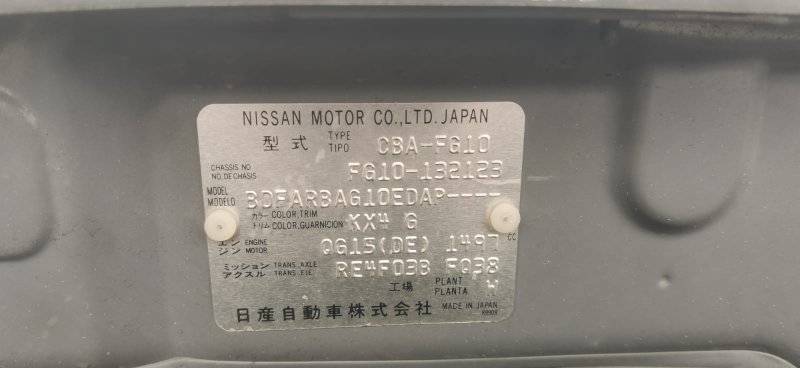 NISSAN MOTOR CO.,LTD. JAPAN
型式 TYPE TIPO CBA-FG10
CHASSIS NO. NO. DE CHASIS FG10-132123
MODEL MODELO BDFARBAG10EDAP----
カラー COLOR,TRIM トリム COLOR,GUARNICION KX4 G
エンジン ENGINE MOTOR QG15(DE) 1497 CC
ミッション アクスル TRANS.AXLE TRANS.EJE RE4F03B FQ38
工場 PLANT PLANTA W
日産自動車株式会社 MADE IN JAPAN